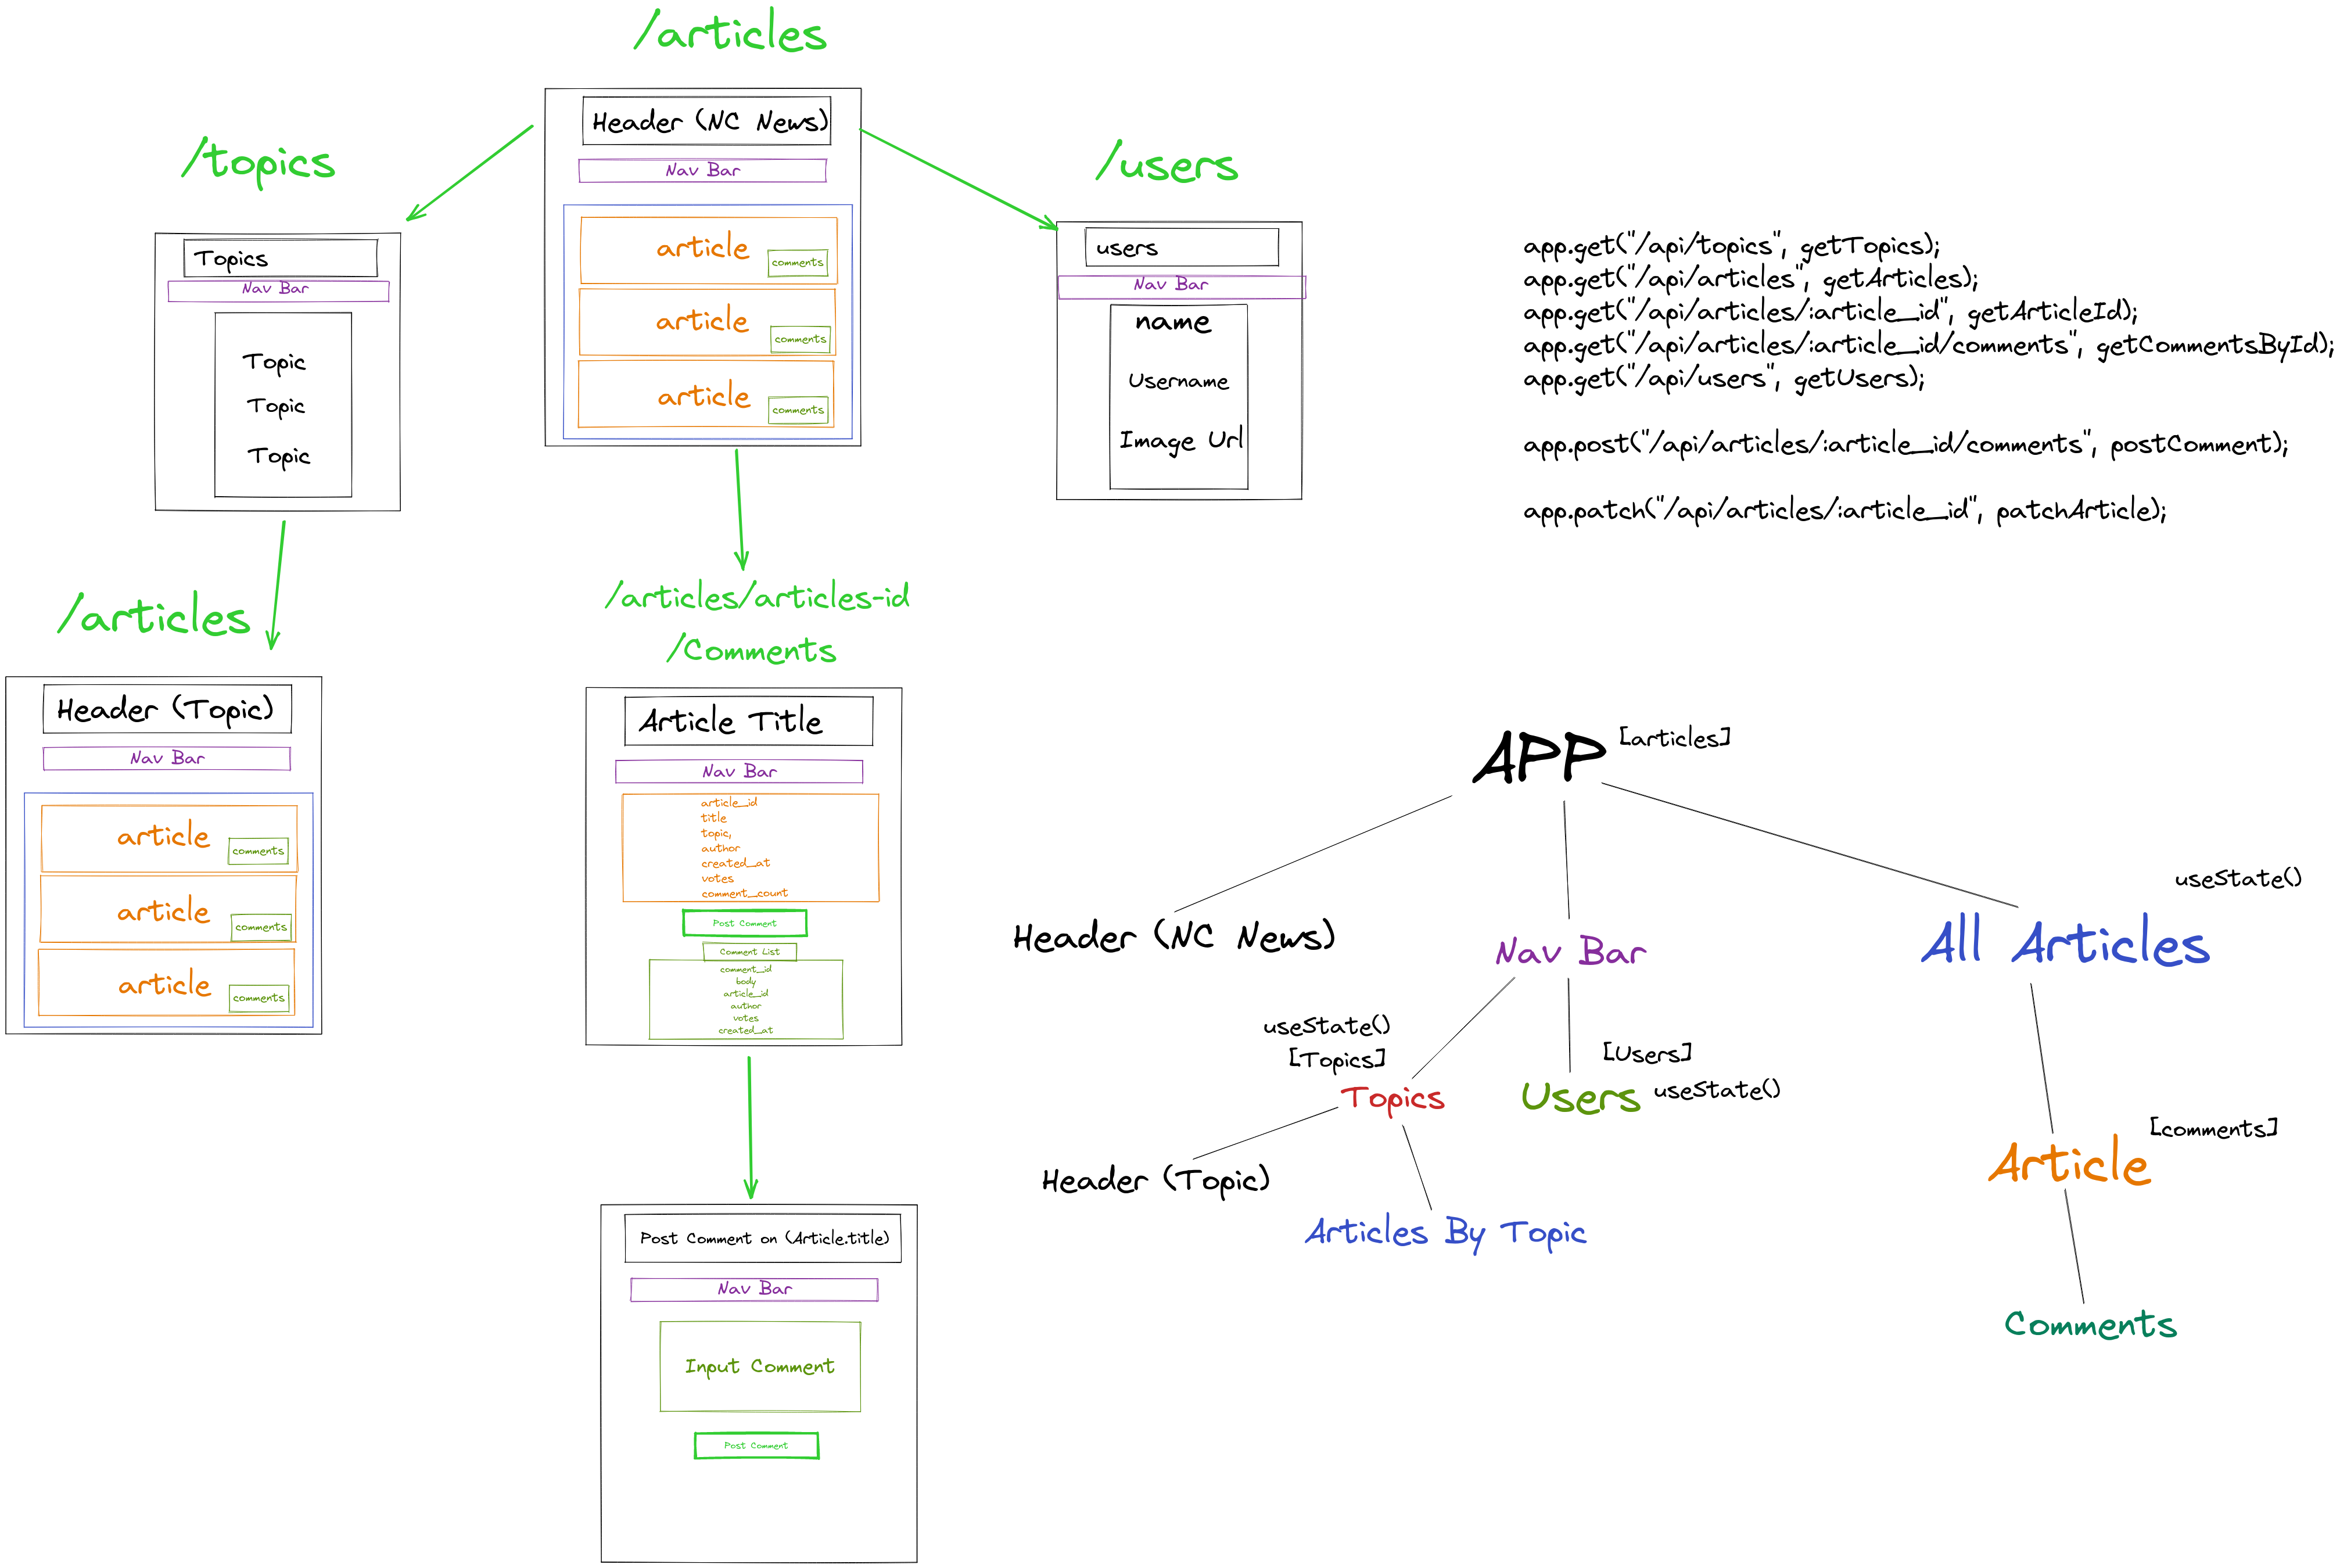 /articles
Header (NC News)
Nav Bar
article
comments
article
comments
article
comments
/topics
Topics
Nav Bar
Topic
Topic
Topic
/users
users
Nav Bar
name
Username
Image Url
app.get("/api/topics", getTopics);
app.get("/api/articles", getArticles);
app.get("/api/articles/:article_id", getArticleId);
app.get("/api/articles/:article_id/comments", getCommentsById);
app.get("/api/users", getUsers);
app.post("/api/articles/:article_id/comments", postComment);
app.patch("/api/articles/:article_id", patchArticle);
/articles
Header (Topic)
Nav Bar
article
comments
article
comments
article
comments
/articles/articles-id
/Comments
Article Title
Nav Bar
article_id
title
topic,
author
created_at
votes
comment_count
Post Comment
Comment List
comment_id
body
article_id
author
votes
created_at
Post Comment on (Article.title)
Nav Bar
Input Comment
Post Comment
APP
[articles]
Header (NC News)
Nav Bar
useState()
All Articles
useState()
[Topics]
Topics
[Users]
Users
useState()
Header (Topic)
Articles By Topic
[comments]
Article
Comments